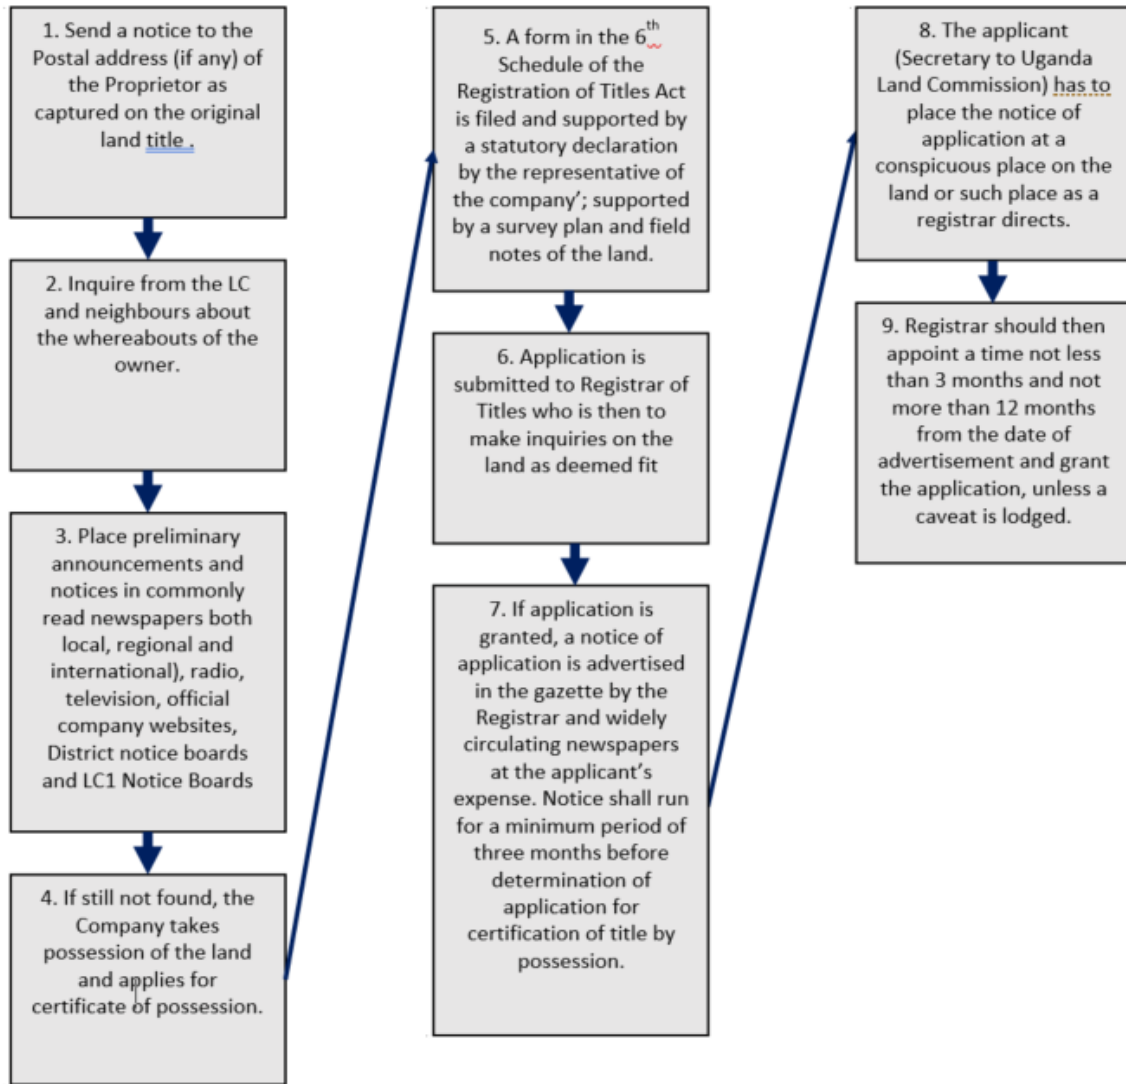 1. Send a notice to the
Postal address (if any) of
the Proprietor as
captured on the original
land title .
2. Inquire from the LC
and neighbours about
the whereabouts of the
owner.
3. Place preliminary
announcements and
notices in commonly
read newspapers both
local, regional and
international), radio,
television, official
company websites,
District notice boards
and LC1 Notice Boards
4. If still not found, the
Company takes
possession of the land
and applies for
certificate of possession.
5. A form in the 6th
Schedule of the
Registration of Titles Act
is filed and supported by
a statutory declaration
by the representative of
the company’; supported
by a survey plan and field
notes of the land.
6. Application is
submitted to Registrar of
Titles who is then to
make inquiries on the
land as deemed fit
7. If application is
granted, a notice of
application is advertised
in the gazette by the
Registrar and widely
circulating newspapers
at the applicant’s
expense. Notice shall run
for a minimum period of
three months before
determination of
application for
certification of title by
possession.
8. The applicant
(Secretary to Uganda
Land Commission) has to
place the notice of
application at a
conspicuous place on the
land or such place as a
registrar directs.
9. Registrar should then
appoint a time not less
than 3 months and not
more than 12 months
from the date of
advertisement and grant
the application, unless a
caveat is lodged.